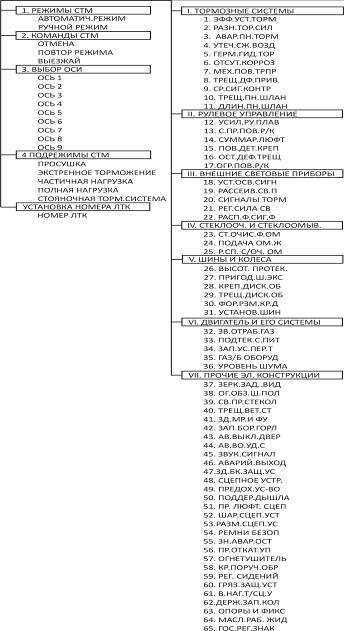 1. РЕЖИМЫ СТМ
АВТОМАТИЧ.РЕЖИМ
РУЧНОЙ РЕЖИМ
2. КОМАНДЫ СТМ
ОТМЕНА
ПОВТОР РЕЖИМА
ВЫЕЗЖАЙ
3. ВЫБОР ОСИ
ОСЬ 1
ОСЬ 2
ОСЬ 3
ОСЬ 4
ОСЬ 5
ОСЬ 6
ОСЬ 7
ОСЬ 8
ОСЬ 9
4 ПОДРЕЖИМЫ СТМ
ПРОСУШКА
ЭКСТРЕННОЕ ТОРМОЖЕНИЕ
ЧАСТИЧНАЯ НАГРУЗКА
ПОЛНАЯ НАГРУЗКА
СТОЯНОЧНАЯ ТОРМ.СИСТЕМА
УСТАНОВКА НОМЕРА ЛТК
НОМЕР ЛТК
I. ТОРМОЗНЫЕ СИСТЕМЫ
1. ЭФФ.УСТ.ТОРМ
2. РАЗН.ТОР.СИЛ
3. АВАР.ПН.ТОРМ
4. УТЕЧ.СЖ.ВОЗД
5. ГЕРМ.ГИД.ТОР
6. ОТСУТ.КОРРОЗ
7. МЕХ.ПОВ.ТРПР
8. ТРЕЩ.ДФ.ПРИВ
9. СР.СИГ.КОНТР
10. ТРЕЩ.ПН.ШЛАН
11. ДЛИН.ПН.ШЛАН
II. РУЛЕВОЕ УПРАВЛЕНИЕ
12. УСИЛ.РУ.ПЛАВ
13. С.ПР.ПОВ.Р/К
14. СУММАР.ЛЮФТ
15. ПОВ.ДЕТ.КРЕП
16. ОСТ.ДЕФ.ТРЕЩ
17.ОГР.ПОВ.Р/К
III. ВНЕШНИЕ СВЕТОВЫЕ ПРИБОРЫ
18. УСТ.ОСВ.СИГН
19. РАССЕИВ.СВ.П
20. СИГНАЛЫ ТОРМ
21. РЕГ.СИЛА СВ
22. РАСП.Ф.СИГ.Ф
IV. СТЕКЛООЧ. И СТЕКЛООМЫВ.
23. СТ.ОЧИС.Ф.ОМ
24. ПОДАЧА ОМ.Ж
25. Р.СП. С/ОЧ. ОМ
V. ШИНЫ И КОЛЕСА
26. ВЫСОТ. ПРОТЕК.
27. ПРИГОД.Ш.ЭКС
28. КРЕП.ДИСК.ОБ
29. ТРЕЩ.ДИСК.ОБ
30. ФОР.РЗМ.КР.Д
31. УСТАНОВ.ШИН
VI. ДВИГАТЕЛЬ И ЕГО СИСТЕМЫ
32. ЗВ.ОТРАБ.ГАЗ
33. ПОДТЕК.С.ПИТ
34. ЗАП.УС.ПЕР.Т
35. ГАЗ/Б ОБОРУД
36. УРОВЕНЬ ШУМА
VII. ПРОЧИЕ ЭЛ. КОНСТРУКЦИИ
37. ЗЕРК.ЗАД..ВИД
38. ОГ.ОБЗ.Ш.ПОЛ
39. СВ.ПР.СТЕКОЛ
40. ТРЕЩ.ВЕТ.СТ
41. ЗД.МР.И ФУ
42. ЗАП.БОР.ГОРЛ
43. АВ.ВЫКЛ.ДВЕР
44. АВ.ВО.УД.С
45. ЗВУК.СИГНАЛ
46. АВАРИЙ.ВЫХОД
47.ЗД.БК.ЗАЩ.УС
48. СЦЕПНОЕ УСТР.
49. ПРЕДОХ.УС-ВО
50. ПОДДЕР.ДЫШЛА
51. ПР. ЛЮФТ. СЦЕП
52. ШАР.СЦЕП.УСТ
53.РАЗМ.СЦЕП.УС
54. РЕМНИ БЕЗОП
55. ЗН.АВАР.ОСТ
56. ПР.ОТКАТ.УП
57. ОГНЕТУШИТЕЛЬ
58. КР.ПОРУЧ.ОБР
59. РЕГ. СИДЕНИЙ
60. ГРЯЗ.ЗАЩ.УСТ
61. В.НАГ.Т/СЦ.У
62.ДЕРЖ.ЗАП.КОЛ
63. ОПОРЫ И ФИКС
64. МАСЛ.РАБ. ЖИД
65. ГОС.РЕГ.ЗНАК